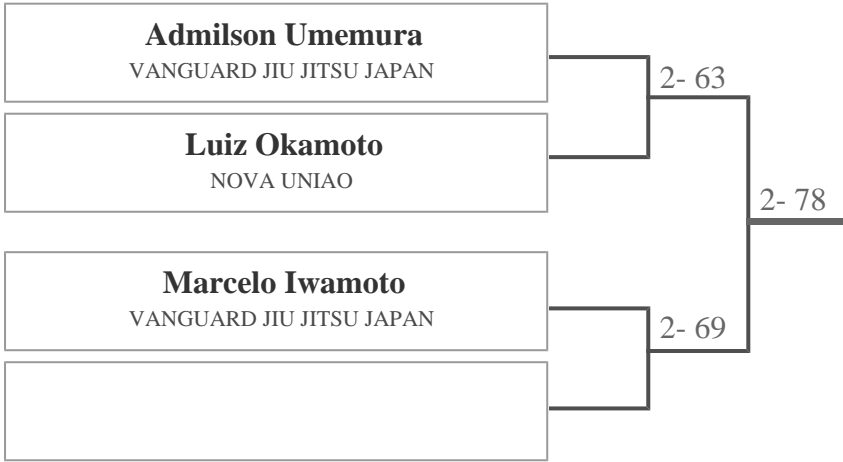 Admilson Umemura
VANGUARD JIU JITSU JAPAN
2- 63
Luiz Okamoto
NOVA UNIAO
2- 78
Marcelo Iwamoto
VANGUARD JIU JITSU JAPAN
2- 69